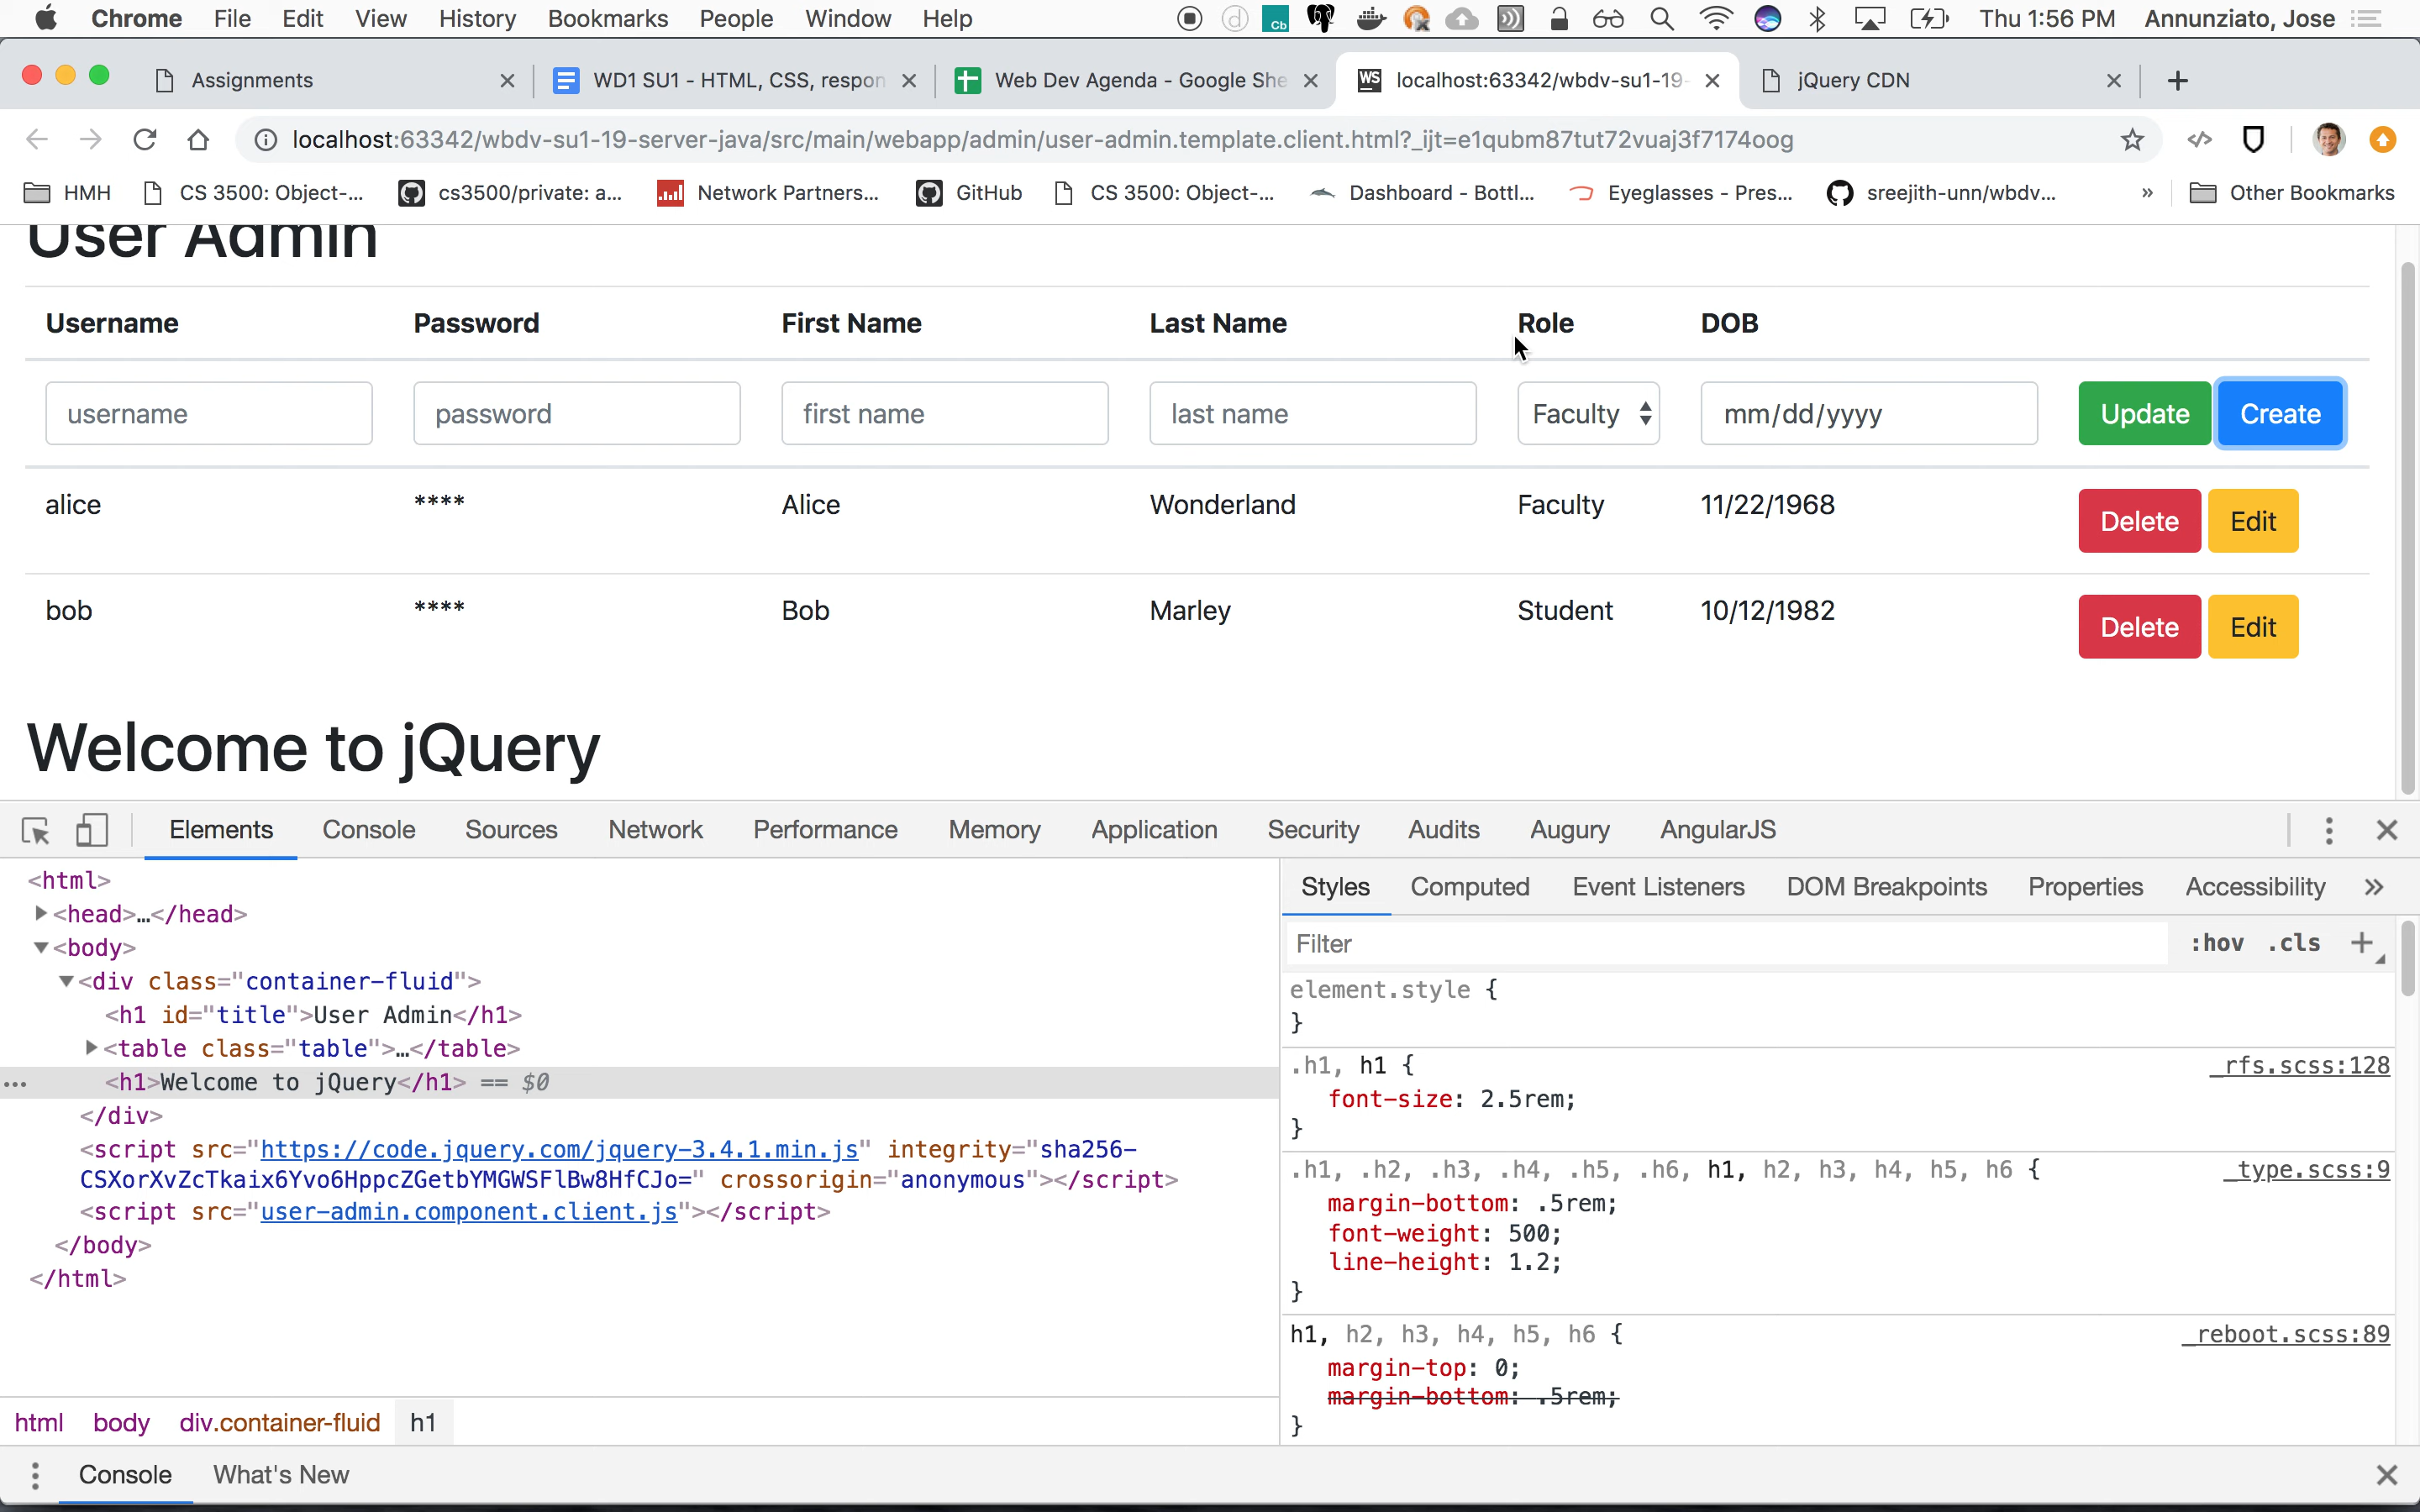 Chrome File Edit View History Bookmarks People Window Help Cb Thu 1:56 PM Annunziato, Jose
Assignments WD1 SU1 - HTML, CSS, respon Web Dev Agenda - Google She WS localhost:63342/wbdv-su1-19- jQuery CDN
localhost:63342/wbdv-su1-19-server-java/src/main/webapp/admin/user-admin.template.client.html?_ijt=e1qubm87tut72vuaj3f7174oog
HMH CS 3500: Object-... cs3500/private: a... Network Partners... GitHub CS 3500: Object-... Dashboard - Bottl... Eyeglasses - Pres... sreejith-unn/wbdv... » Other Bookmarks
User Admin
Username Password First Name Last Name Role DOB
username password first name last name Faculty mm/dd/yyyy Update Create
alice **** Alice Wonderland Faculty 11/22/1968 Delete Edit
bob **** Bob Marley Student 10/12/1982 Delete Edit
Welcome to jQuery
Elements Console Sources Network Performance Memory Application Security Audits Augury AngularJS
<html>
<head>…</head>
<body>
<div class="container-fluid">
<h1 id="title">User Admin</h1>
<table class="table">…</table>
... <h1>Welcome to jQuery</h1> == $0
</div>
<script src="https://code.jquery.com/jquery-3.4.1.min.js" integrity="sha256-
CSXorXvZcTkaix6Yvo6HppcZGetbYMGWSFlBw8HfCJo=" crossorigin="anonymous"></script>
<script src="user-admin.component.client.js"></script>
</body>
</html>
html body div.container-fluid h1
Styles Computed Event Listeners DOM Breakpoints Properties Accessibility »
Filter :hov .cls +
element.style {
}
.h1, h1 { _rfs.scss:128
font-size: 2.5rem;
}
.h1, .h2, .h3, .h4, .h5, .h6, h1, h2, h3, h4, h5, h6 { _type.scss:9
margin-bottom: .5rem;
font-weight: 500;
line-height: 1.2;
}
h1, h2, h3, h4, h5, h6 { _reboot.scss:89
margin-top: 0;
margin-bottom: .5rem;
}
Console What's New